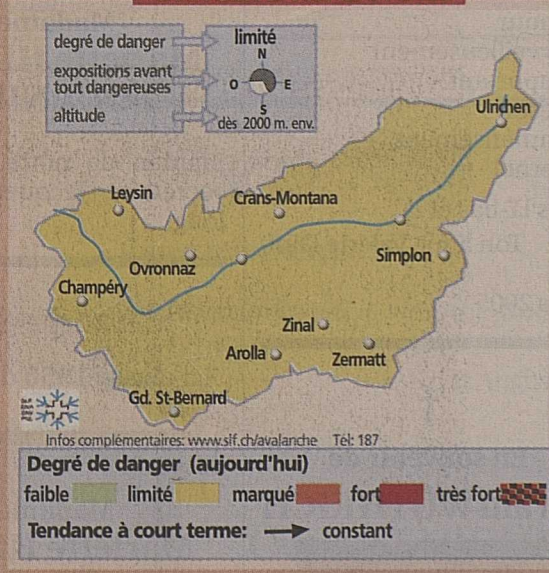 degré de danger
limité
N
expositions avant
tout dangereuses
O
E
S
altitude
dès 2000 m. env.
Ulrichen
Leysin
Crans-Montana
Ovronnaz
Simplon
Champéry
Zinal
Arolla
Zermatt
Gd. St-Bernard
Infos complémentaires: www.slf.ch/avalanche Tél: 187
Degré de danger (aujourd'hui)
faible limité marqué fort très fort
Tendance à court terme: constant